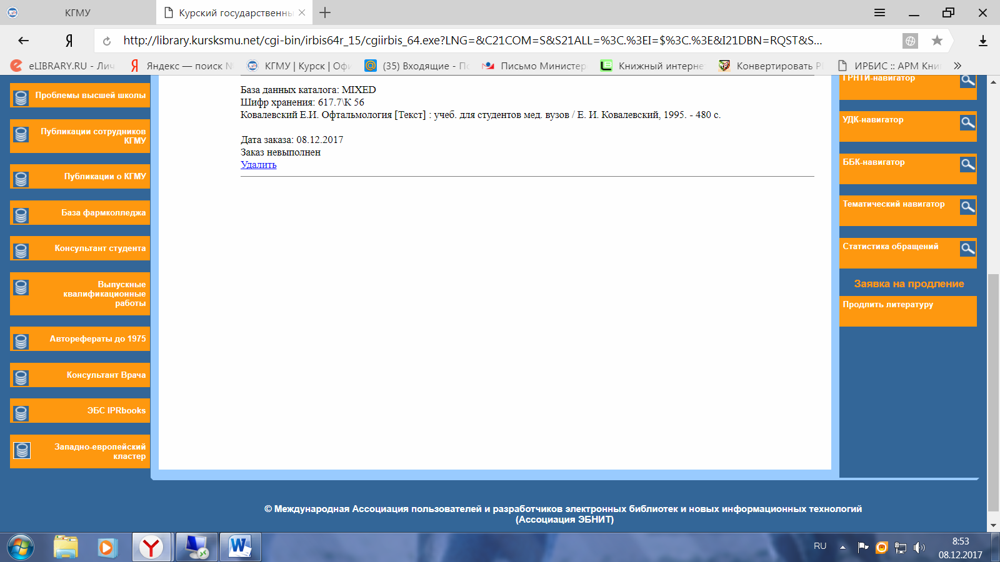 КГМУ
Курский государственны
http://library.kursksmu.net/cgi-bin/irbis64r_15/cgiirbis_64.exe?LNG=&C21COM=S&S21ALL=%3C.%3EI=$%3C.%3E&I21DBN=RQST&S...
eLIBRARY.RU - Лич
Яндекс — поиск
КГМУ | Курск | Офи
(35) Входящие - По
Письмо Министер
Книжный интерне
Конвертировать
ИРБИС :: АРМ Кни
Проблемы высшей школы
Публикации сотрудников
КГМУ
Публикации о КГМУ
База фармколледжа
Консультант студента
Выпускные
квалификационные
работы
Авторефераты до 1975
Консультант Врача
ЭБС IPRbooks
Западно-европейский
кластер
База данных каталога: MIXED
Шифр хранения: 617.7\К 56
Ковалевский Е.И. Офтальмология [Текст] : учеб. для студентов мед. вузов / Е. И. Ковалевский, 1995. - 480 с.
Дата заказа: 08.12.2017
Заказ невыполнен
Удалить
ГРНТИ-навигатор
УДК-навигатор
ББК-навигатор
Тематический навигатор
Статистика обращений
Заявка на продление
Продлить литературу
© Международная Ассоциация пользователей и разработчиков электронных библиотек и новых информационных технологий
(Ассоциация ЭБНИТ)
RU
8:53
08.12.2017